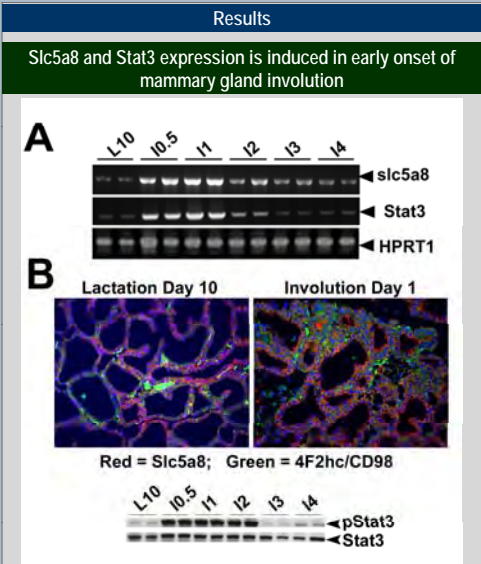 Results
Slc5a8 and Stat3 expression is induced in early onset of
mammary gland involution
A
L10 I0.5 I1 I2 I3 I4
slc5a8
Stat3
HPRT1
B
Lactation Day 10 Involution Day 1
Red = Slc5a8; Green = 4F2hc/CD98
L10 I0.5 I1 I2 I3 I4
pStat3
Stat3